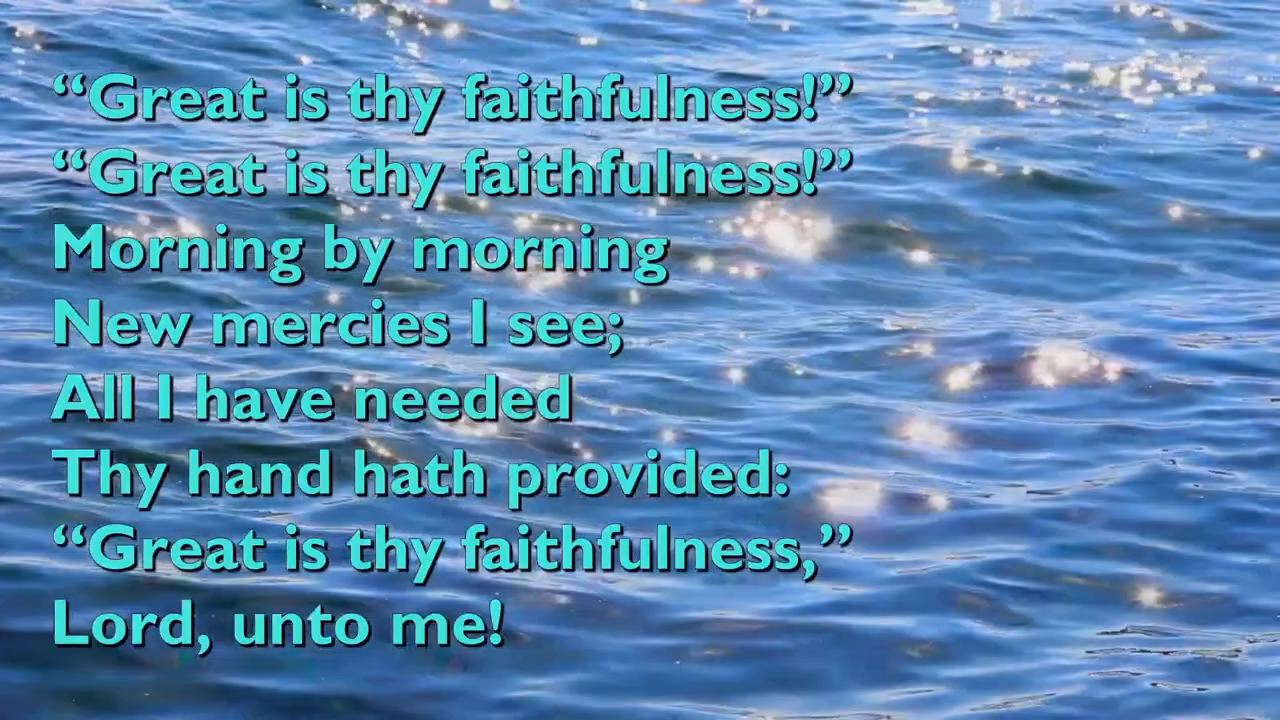 “Great is thy faithfulness!”
“Great is thy faithfulness!”
Morning by morning
New mercies I see;
All I have needed
Thy hand hath provided:
“Great is thy faithfulness,”
Lord, unto me!